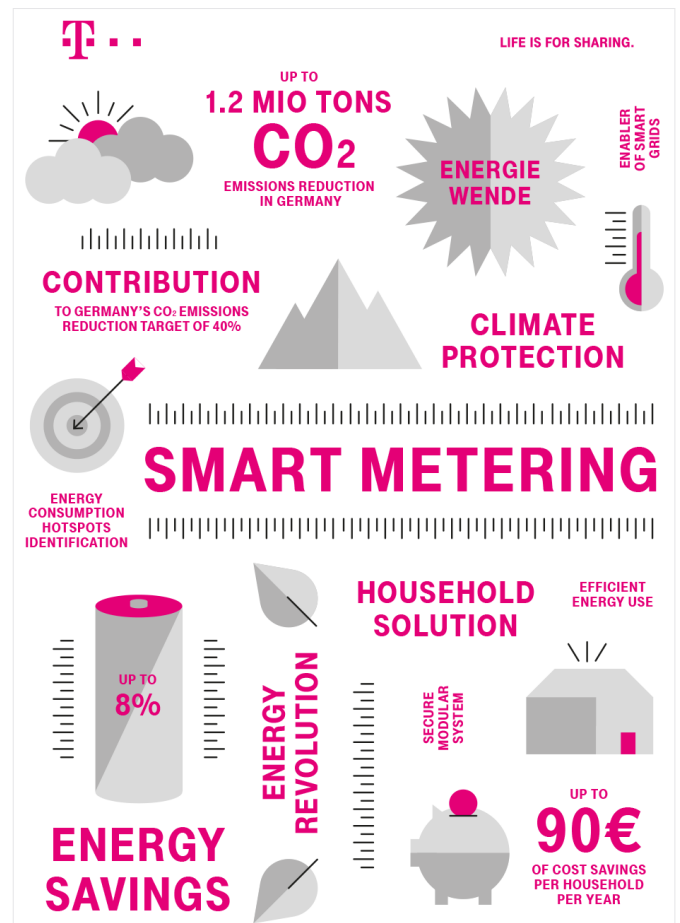 T
LIFE IS FOR SHARING.
UP TO
1.2 MIO TONS
CO₂
EMISSIONS REDUCTION
IN GERMANY
ENERGIE
WENDE
ENABLER
OF SMART
GRIDS
CONTRIBUTION
TO GERMANY'S CO₂ EMISSIONS
REDUCTION TARGET OF 40%
CLIMATE
PROTECTION
SMART METERING
ENERGY
CONSUMPTION
HOTSPOTS
IDENTIFICATION
HOUSEHOLD
SOLUTION
EFFICIENT
ENERGY USE
UP TO
8%
ENERGY
REVOLUTION
SECURE
MODULAR
SYSTEM
ENERGY
SAVINGS
UP TO
90€
OF COST SAVINGS
PER HOUSEHOLD
PER YEAR